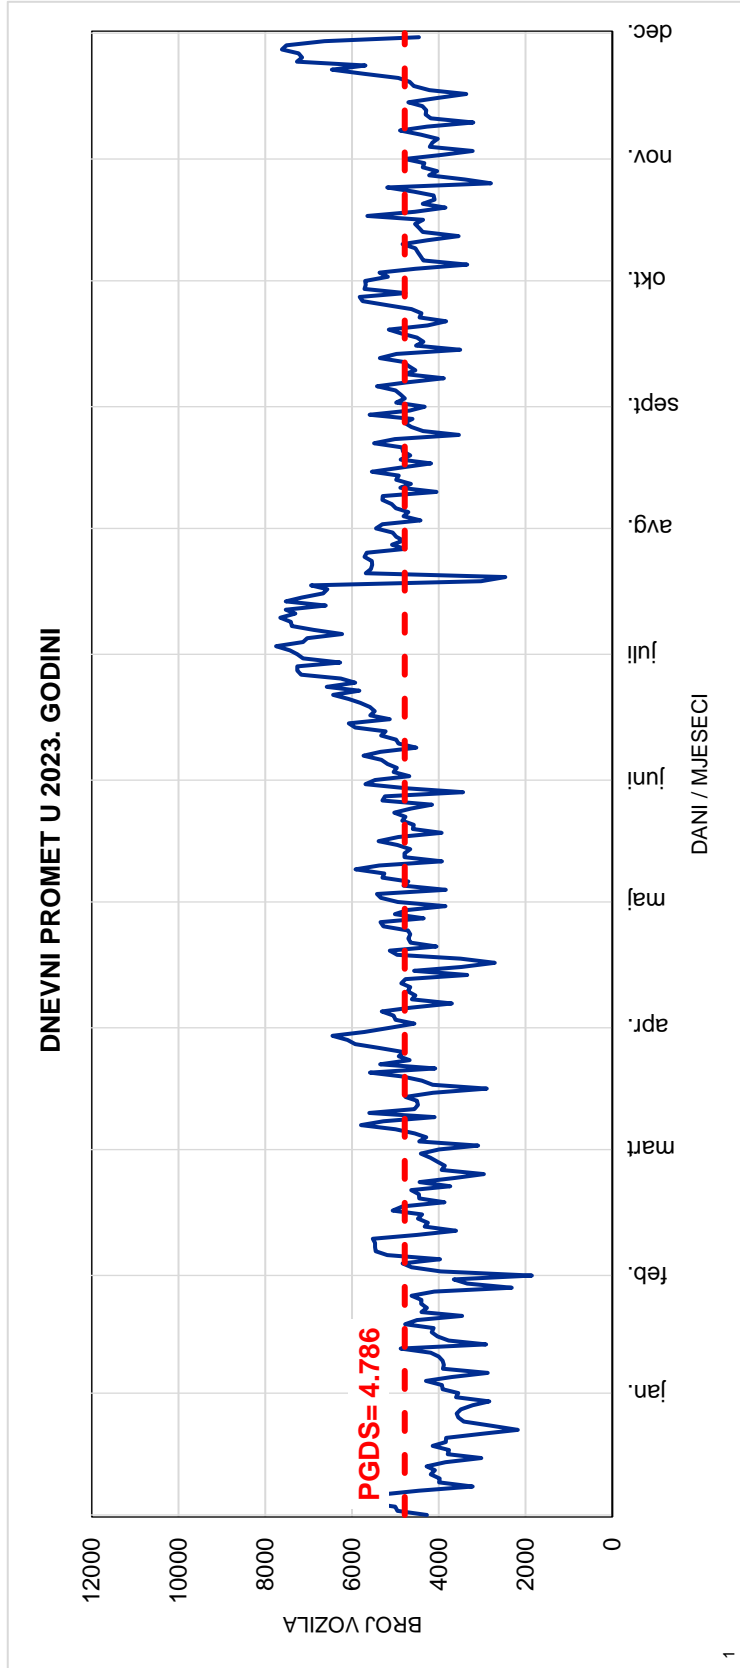 DNEVNI PROMET U 2023. GODINI
BROJ VOZILA
12000
10000
8000
6000
4000
2000
0
PGDS= 4.786
jan.
feb.
mart
apr.
maj
juni
juli
avg.
sept.
okt.
nov.
dec.
DANI / MJESECI
1